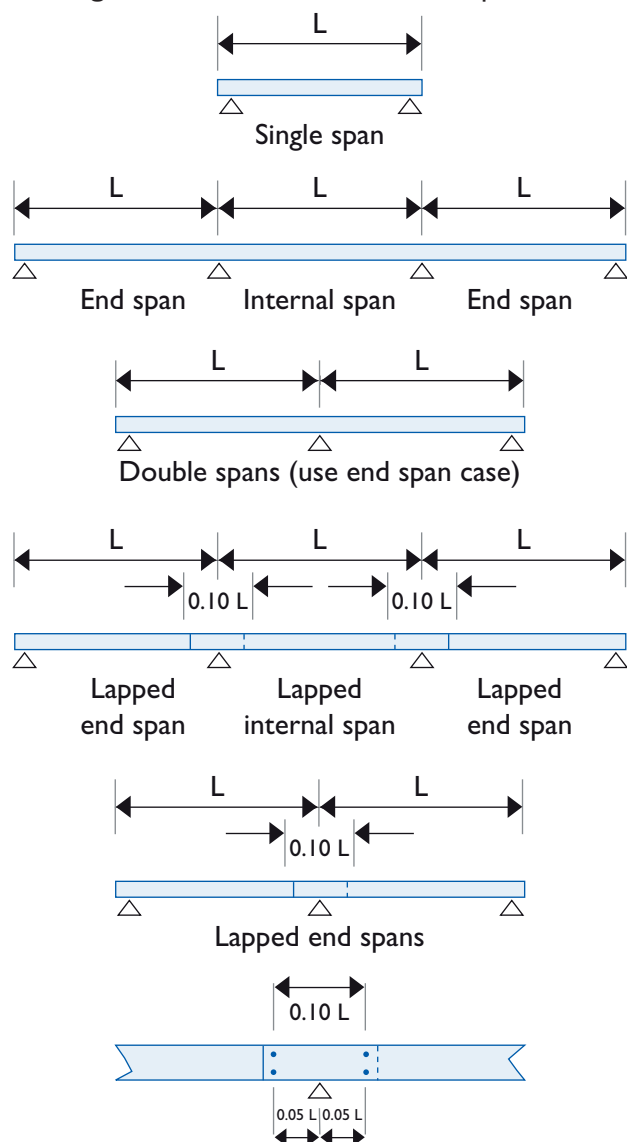 L
Single span
L L L
End span Internal span End span
L L
Double spans (use end span case)
L L L
0.10 L 0.10 L
Lapped Lapped Lapped
end span internal span end span
L L
0.10 L
Lapped end spans
0.10 L
0.05 L 0.05 L